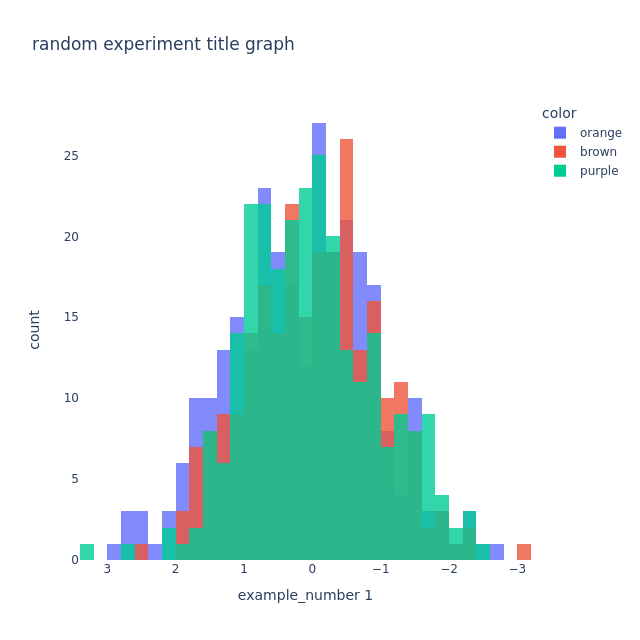 random experiment title graph
color
orange
brown
purple
25
20
15
10
5
0
count
3 2 1 0 −1 −2 −3
example_number 1